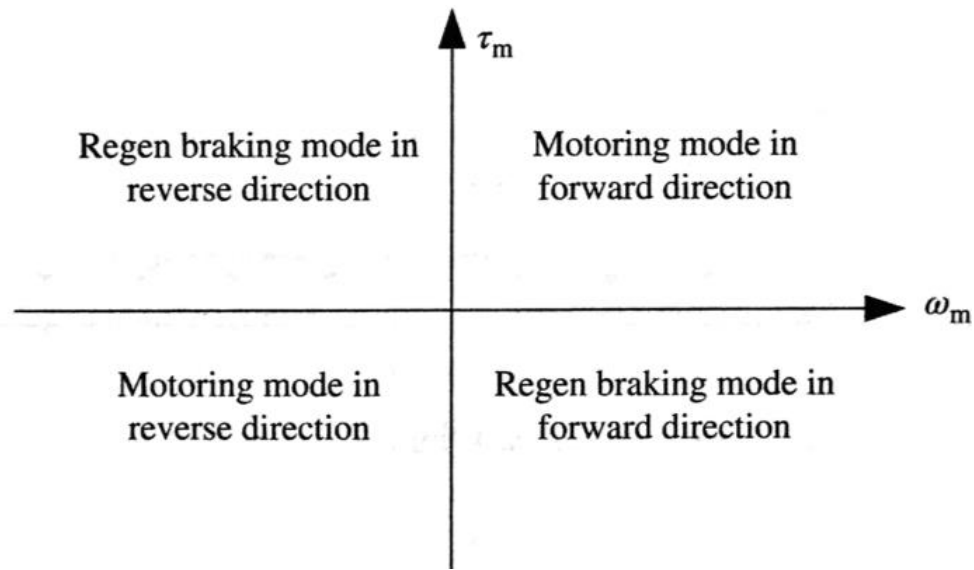 τm
Regen braking mode in
reverse direction
Motoring mode in
forward direction
ωm
Motoring mode in
reverse direction
Regen braking mode in
forward direction